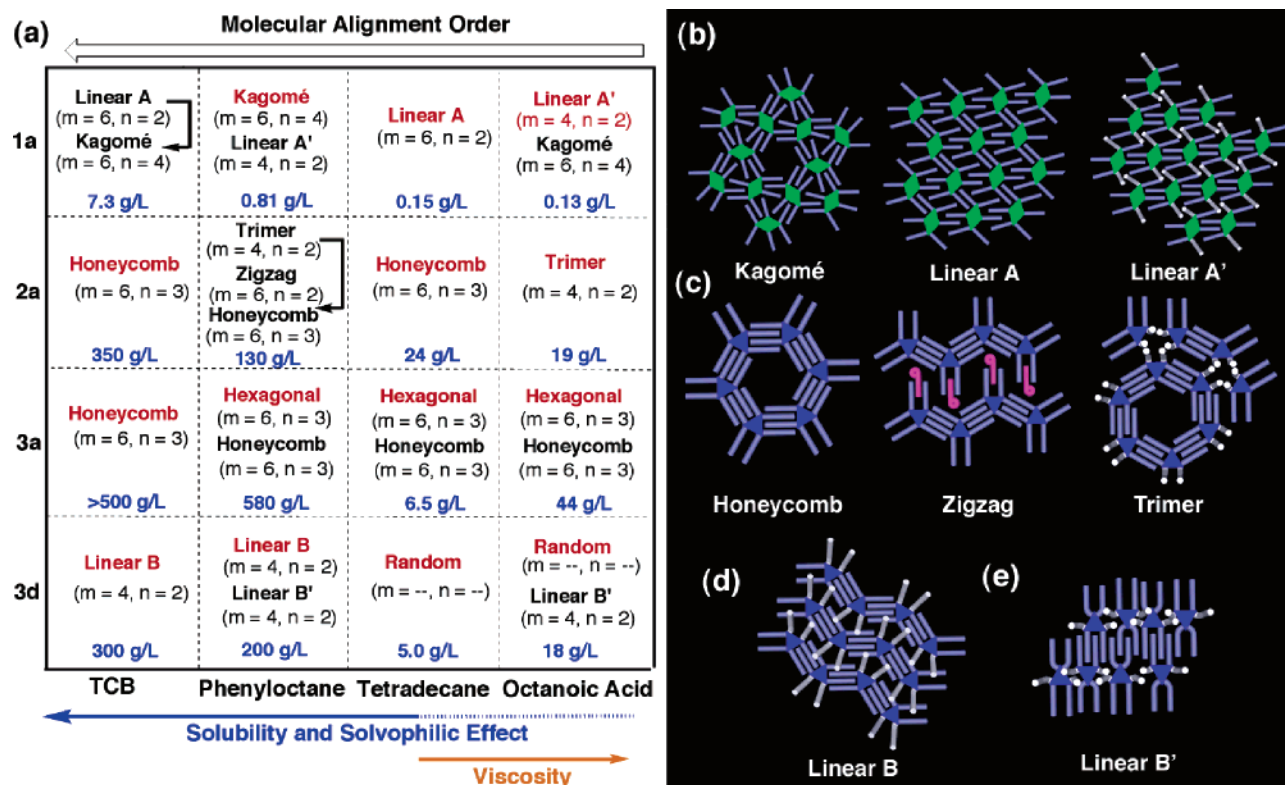 (a)
Molecular Alignment Order
1a
Linear A
(m = 6, n = 2)
Kagomé
(m = 6, n = 4)
7.3 g/L
Kagomé
(m = 6, n = 4)
Linear A'
(m = 4, n = 2)
0.81 g/L
Linear A
(m = 6, n = 2)
0.15 g/L
Linear A'
(m = 4, n = 2)
Kagomé
(m = 6, n = 4)
0.13 g/L
2a
Honeycomb
(m = 6, n = 3)
350 g/L
Trimer
(m = 4, n = 2)
Zigzag
(m = 6, n = 2)
Honeycomb
(m = 6, n = 3)
130 g/L
Honeycomb
(m = 6, n = 3)
24 g/L
Trimer
(m = 4, n = 2)
19 g/L
3a
Honeycomb
(m = 6, n = 3)
>500 g/L
Hexagonal
(m = 6, n = 3)
Honeycomb
(m = 6, n = 3)
580 g/L
Hexagonal
(m = 6, n = 3)
Honeycomb
(m = 6, n = 3)
6.5 g/L
Hexagonal
(m = 6, n = 3)
Honeycomb
(m = 6, n = 3)
44 g/L
3d
Linear B
(m = 4, n = 2)
300 g/L
Linear B
(m = 4, n = 2)
Linear B'
(m = 4, n = 2)
200 g/L
Random
(m = --, n = --)
5.0 g/L
Random
(m = --, n = --)
Linear B'
(m = 4, n = 2)
18 g/L
TCB
Phenyloctane
Tetradecane
Octanoic Acid
Solubility and Solvophilic Effect
Viscosity
(b)
Kagomé
Linear A
Linear A'
(c)
Honeycomb
Zigzag
Trimer
(d)
Linear B
(e)
Linear B'